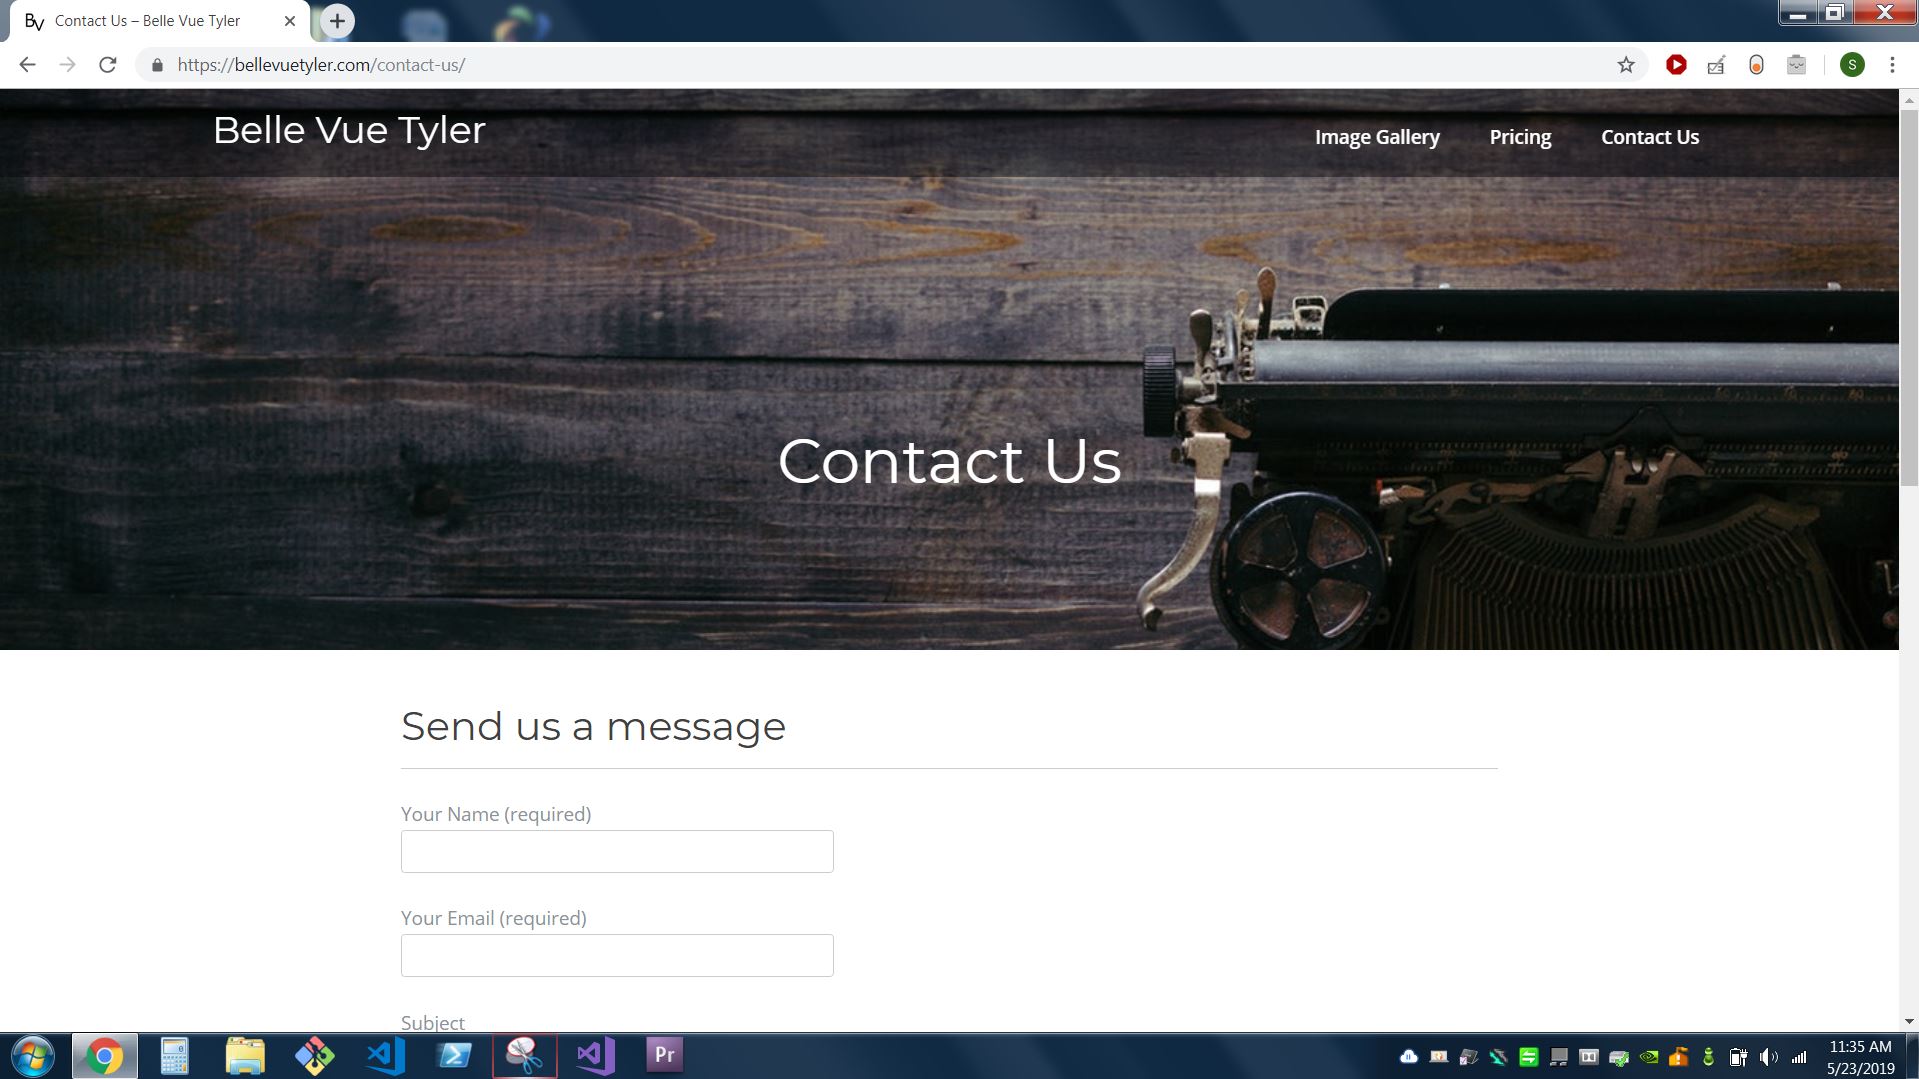 Contact Us – Belle Vue Tyler
https://bellevuetyler.com/contact-us/
S
Belle Vue Tyler
Image Gallery
Pricing
Contact Us
Contact Us
Send us a message
Your Name (required)
Your Email (required)
Subject
Pr
11:35 AM
5/23/2019